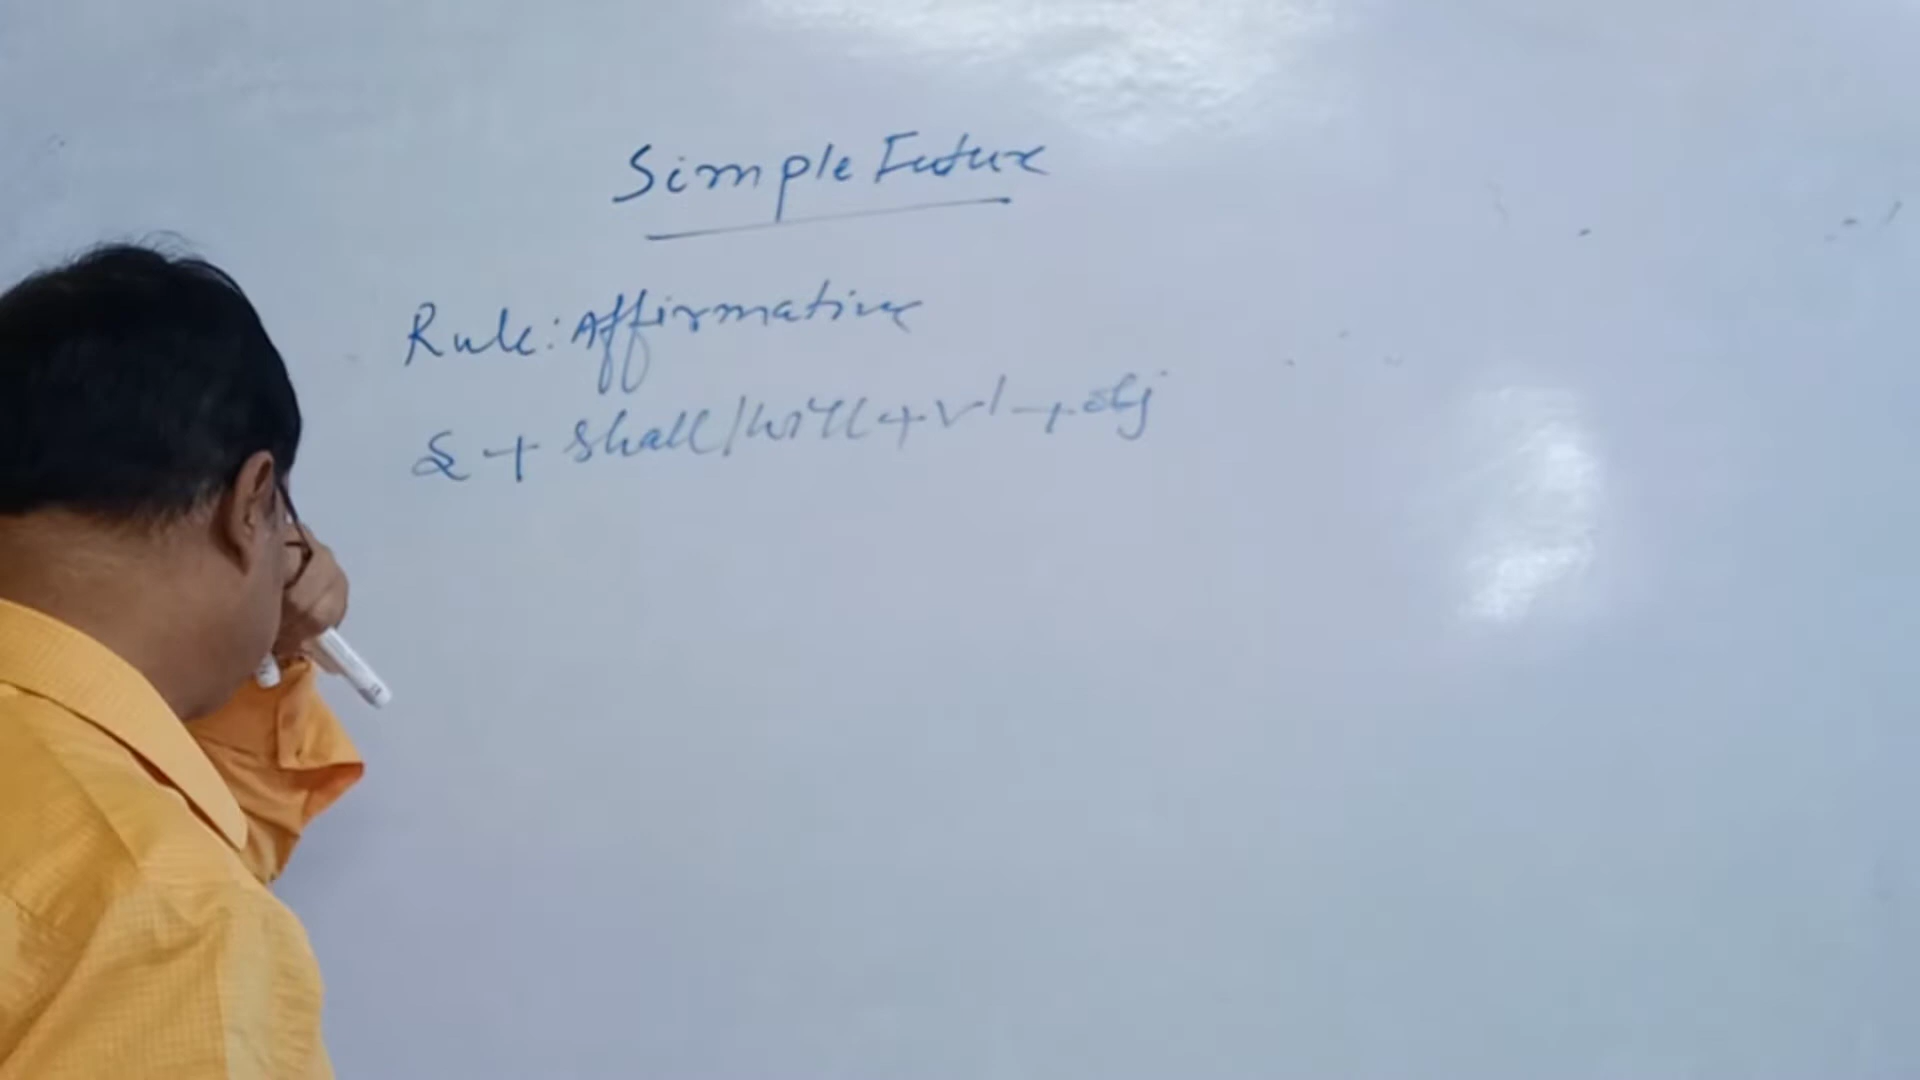 Simple Future
Rule: Affirmative
S + Shall/will + V1 + obj